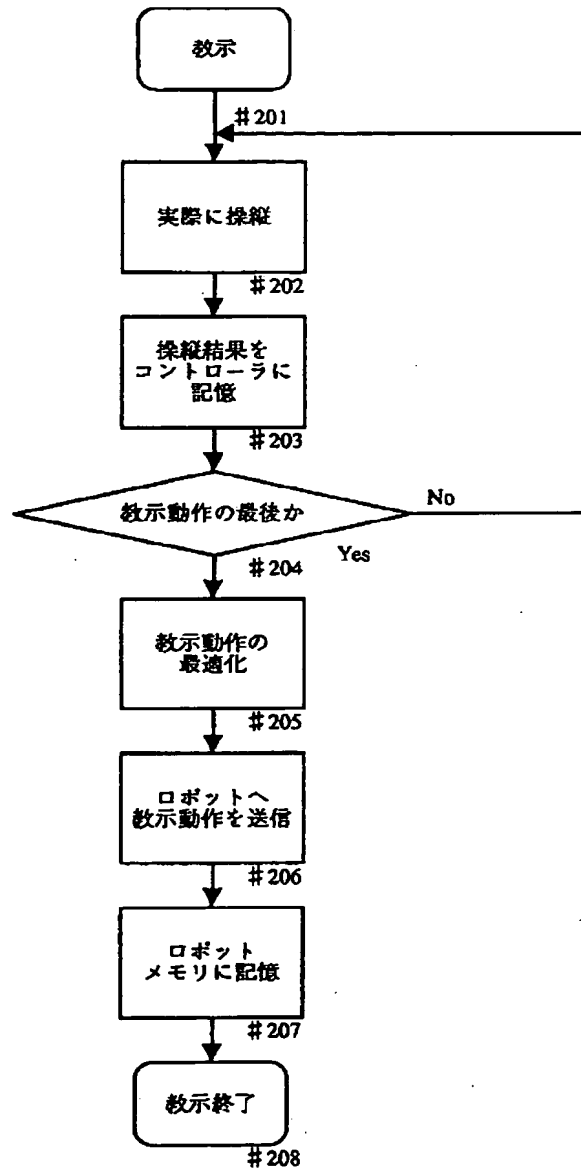 教示
#201
実際に操縦
#202
操縦結果を
コントローラに
記憶
#203
教示動作の最後か
No
Yes
#204
教示動作の
最適化
#205
ロボットへ
教示動作を送信
#206
ロボット
メモリに記憶
#207
教示終了
#208